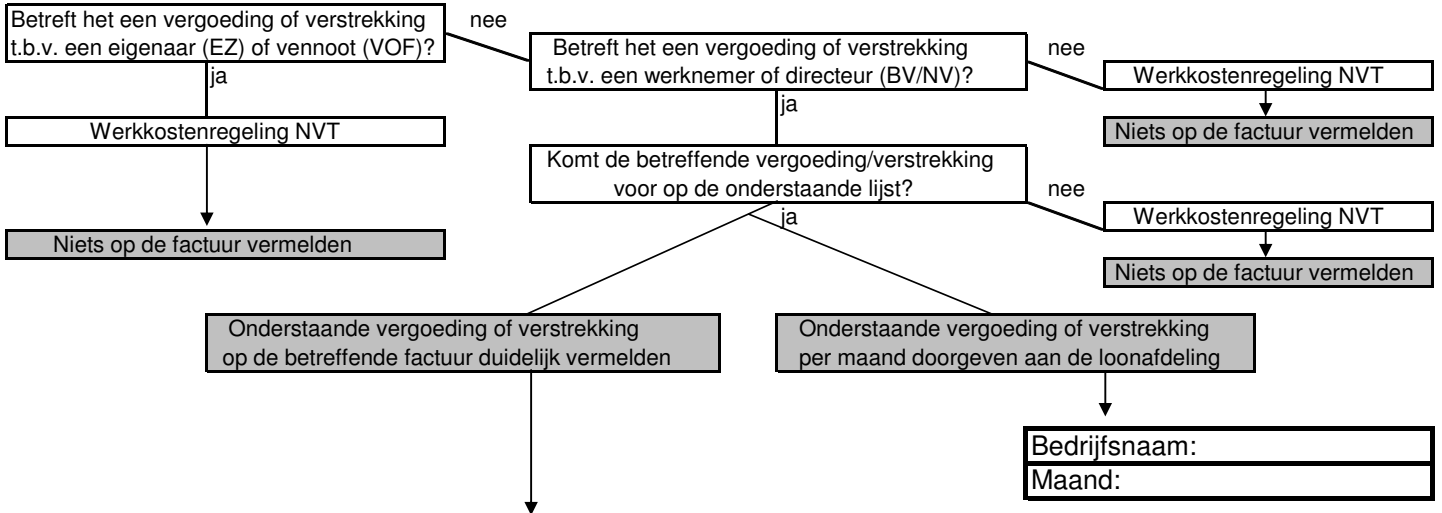 Betreft het een vergoeding of verstrekking
t.b.v. een eigenaar (EZ) of vennoot (VOF)?
nee
ja
Werkkostenregeling NVT
Niets op de factuur vermelden
Betreft het een vergoeding of verstrekking
t.b.v. een werknemer of directeur (BV/NV)?
nee
Werkkostenregeling NVT
Niets op de factuur vermelden
ja
Komt de betreffende vergoeding/verstrekking
voor op de onderstaande lijst?
nee
Werkkostenregeling NVT
Niets op de factuur vermelden
ja
Onderstaande vergoeding of verstrekking
op de betreffende factuur duidelijk vermelden
Onderstaande vergoeding of verstrekking
per maand doorgeven aan de loonafdeling
Bedrijfsnaam:
Maand: